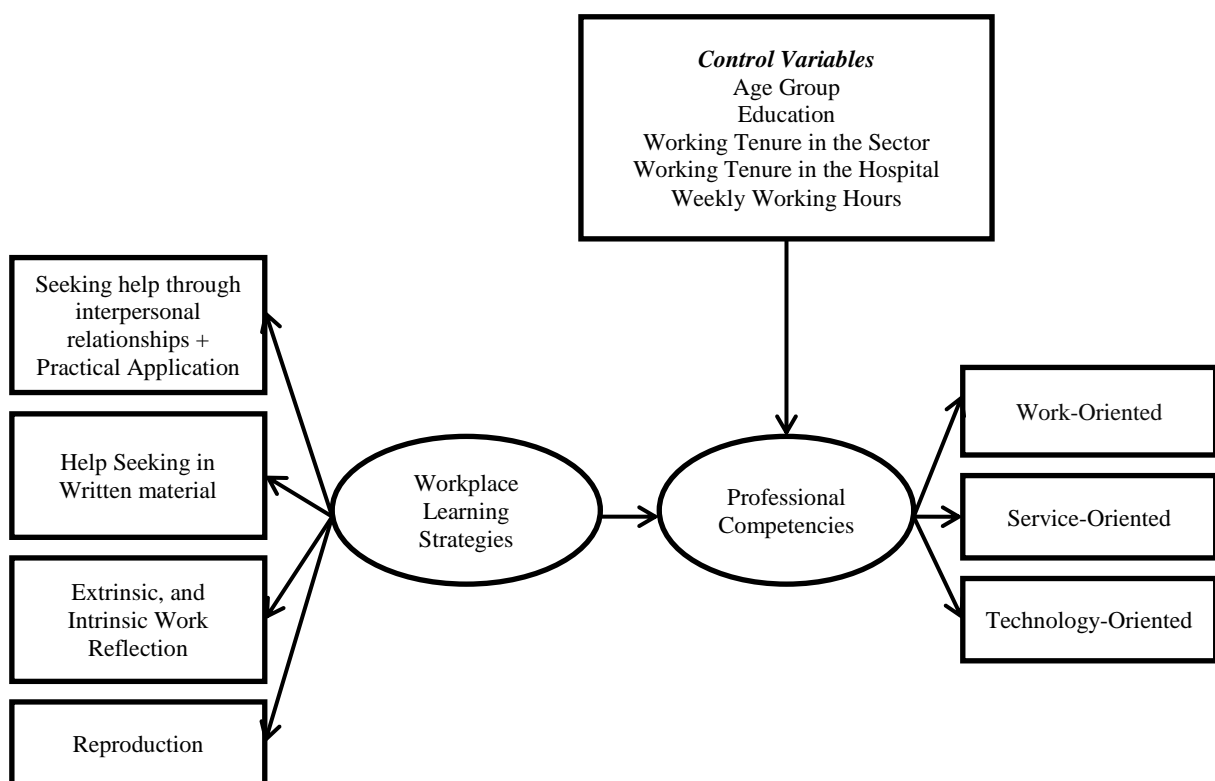 Control Variables
Age Group
Education
Working Tenure in the Sector
Working Tenure in the Hospital
Weekly Working Hours
Seeking help through
interpersonal
relationships +
Practical Application
Help Seeking in
Written material
Extrinsic, and
Intrinsic Work
Reflection
Reproduction
Workplace
Learning
Strategies
Professional
Competencies
Work-Oriented
Service-Oriented
Technology-Oriented